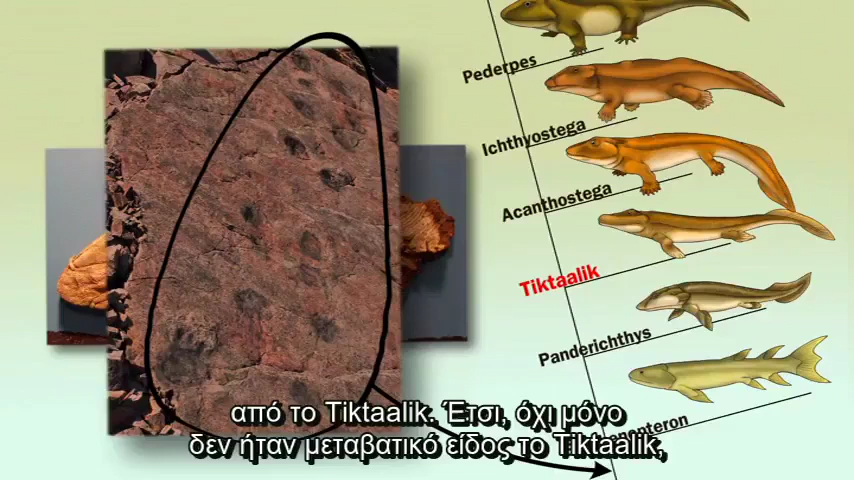 Pederpes
Ichthyostega
Acanthostega
Tiktaalik
Panderichthys
από το Tiktaalik. Έτσι, όχι μόνο
δεν ήταν μεταβατικό είδος το Tiktaalik,